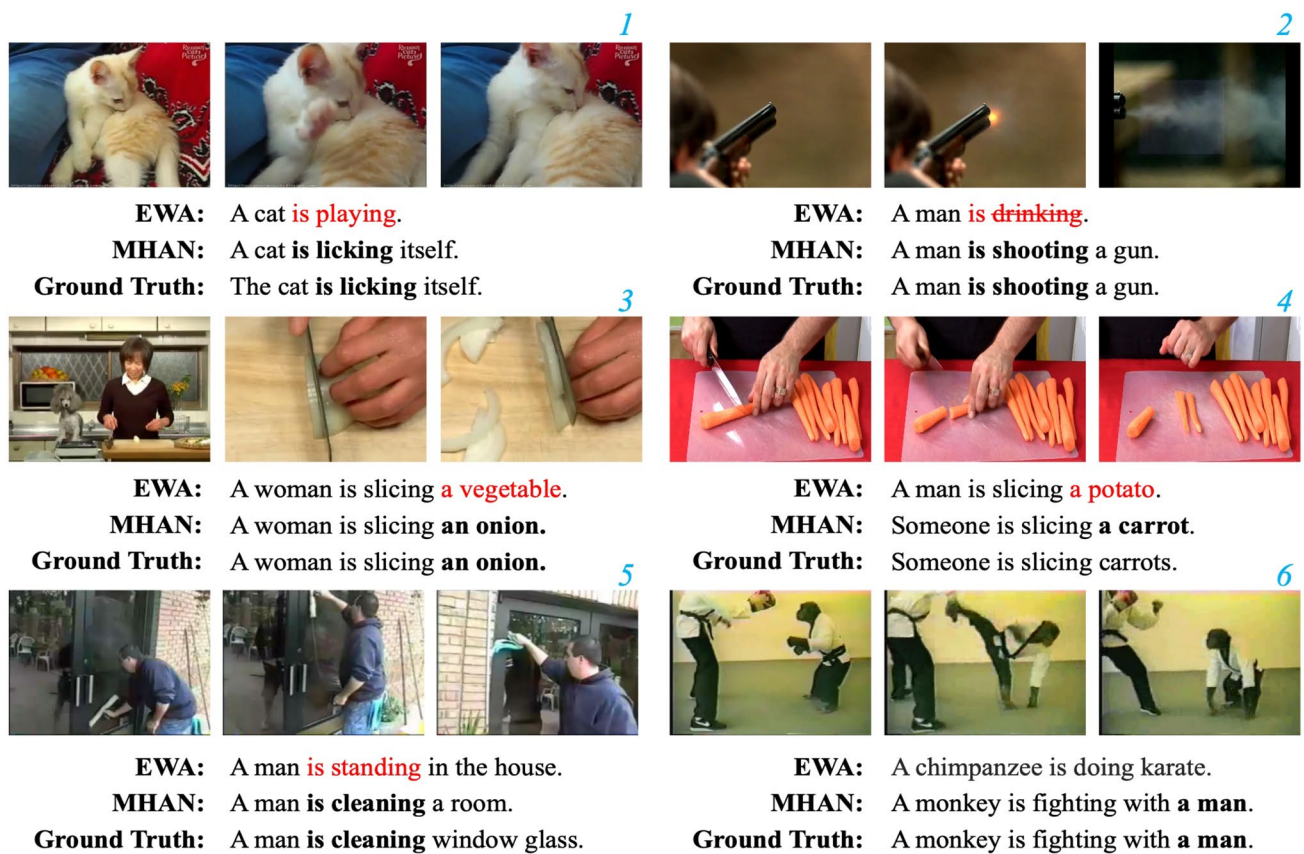 1
EWA: A cat is playing.
MHAN: A cat is licking itself.
Ground Truth: The cat is licking itself.
2
EWA: A man is drinking.
MHAN: A man is shooting a gun.
Ground Truth: A man is shooting a gun.
3
EWA: A woman is slicing a vegetable.
MHAN: A woman is slicing an onion.
Ground Truth: A woman is slicing an onion.
4
EWA: A man is slicing a potato.
MHAN: Someone is slicing a carrot.
Ground Truth: Someone is slicing carrots.
5
EWA: A man is standing in the house.
MHAN: A man is cleaning a room.
Ground Truth: A man is cleaning window glass.
6
EWA: A chimpanzee is doing karate.
MHAN: A monkey is fighting with a man.
Ground Truth: A monkey is fighting with a man.